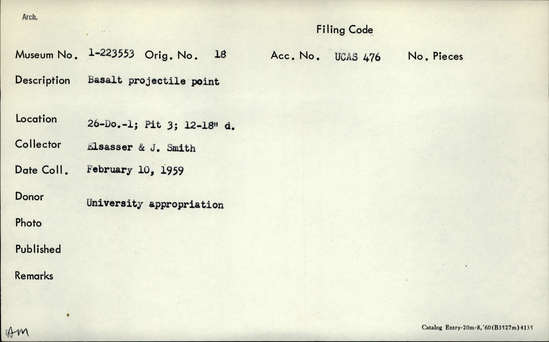 Arch.
Filing Code
Museum No. 1-223553 Orig. No. 18 Acc. No. UCAS 476 No. Pieces
Description Basalt projectile point
Location 26-Do.-1; Pit 3; 12-18" d.
Collector Elsasser & J. Smith
Date Coll. February 10, 1959
Donor University appropriation
Photo
Published
Remarks
AM
Catalog Entry-20m-8,'60(B3527m)4131